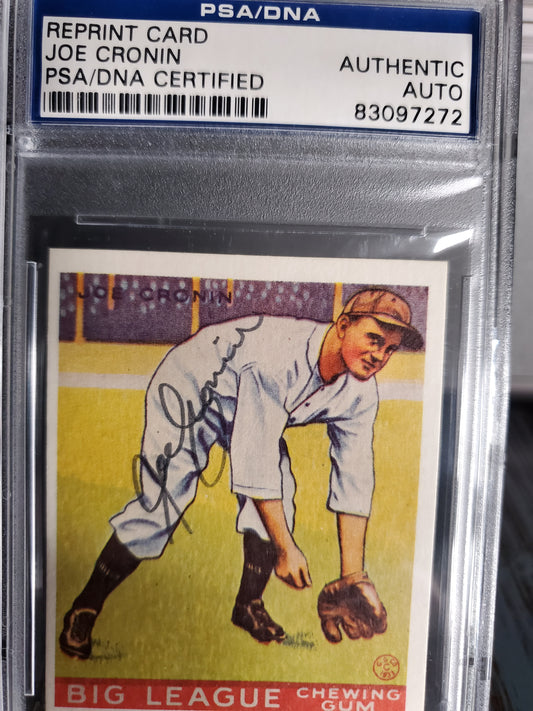 PSA/DNA
REPRINT CARD
JOE CRONIN
PSA/DNA CERTIFIED
AUTHENTIC
AUTO
83097272
JOE CRONIN
Joe Cronin
BIG LEAGUE CHEWING GUM